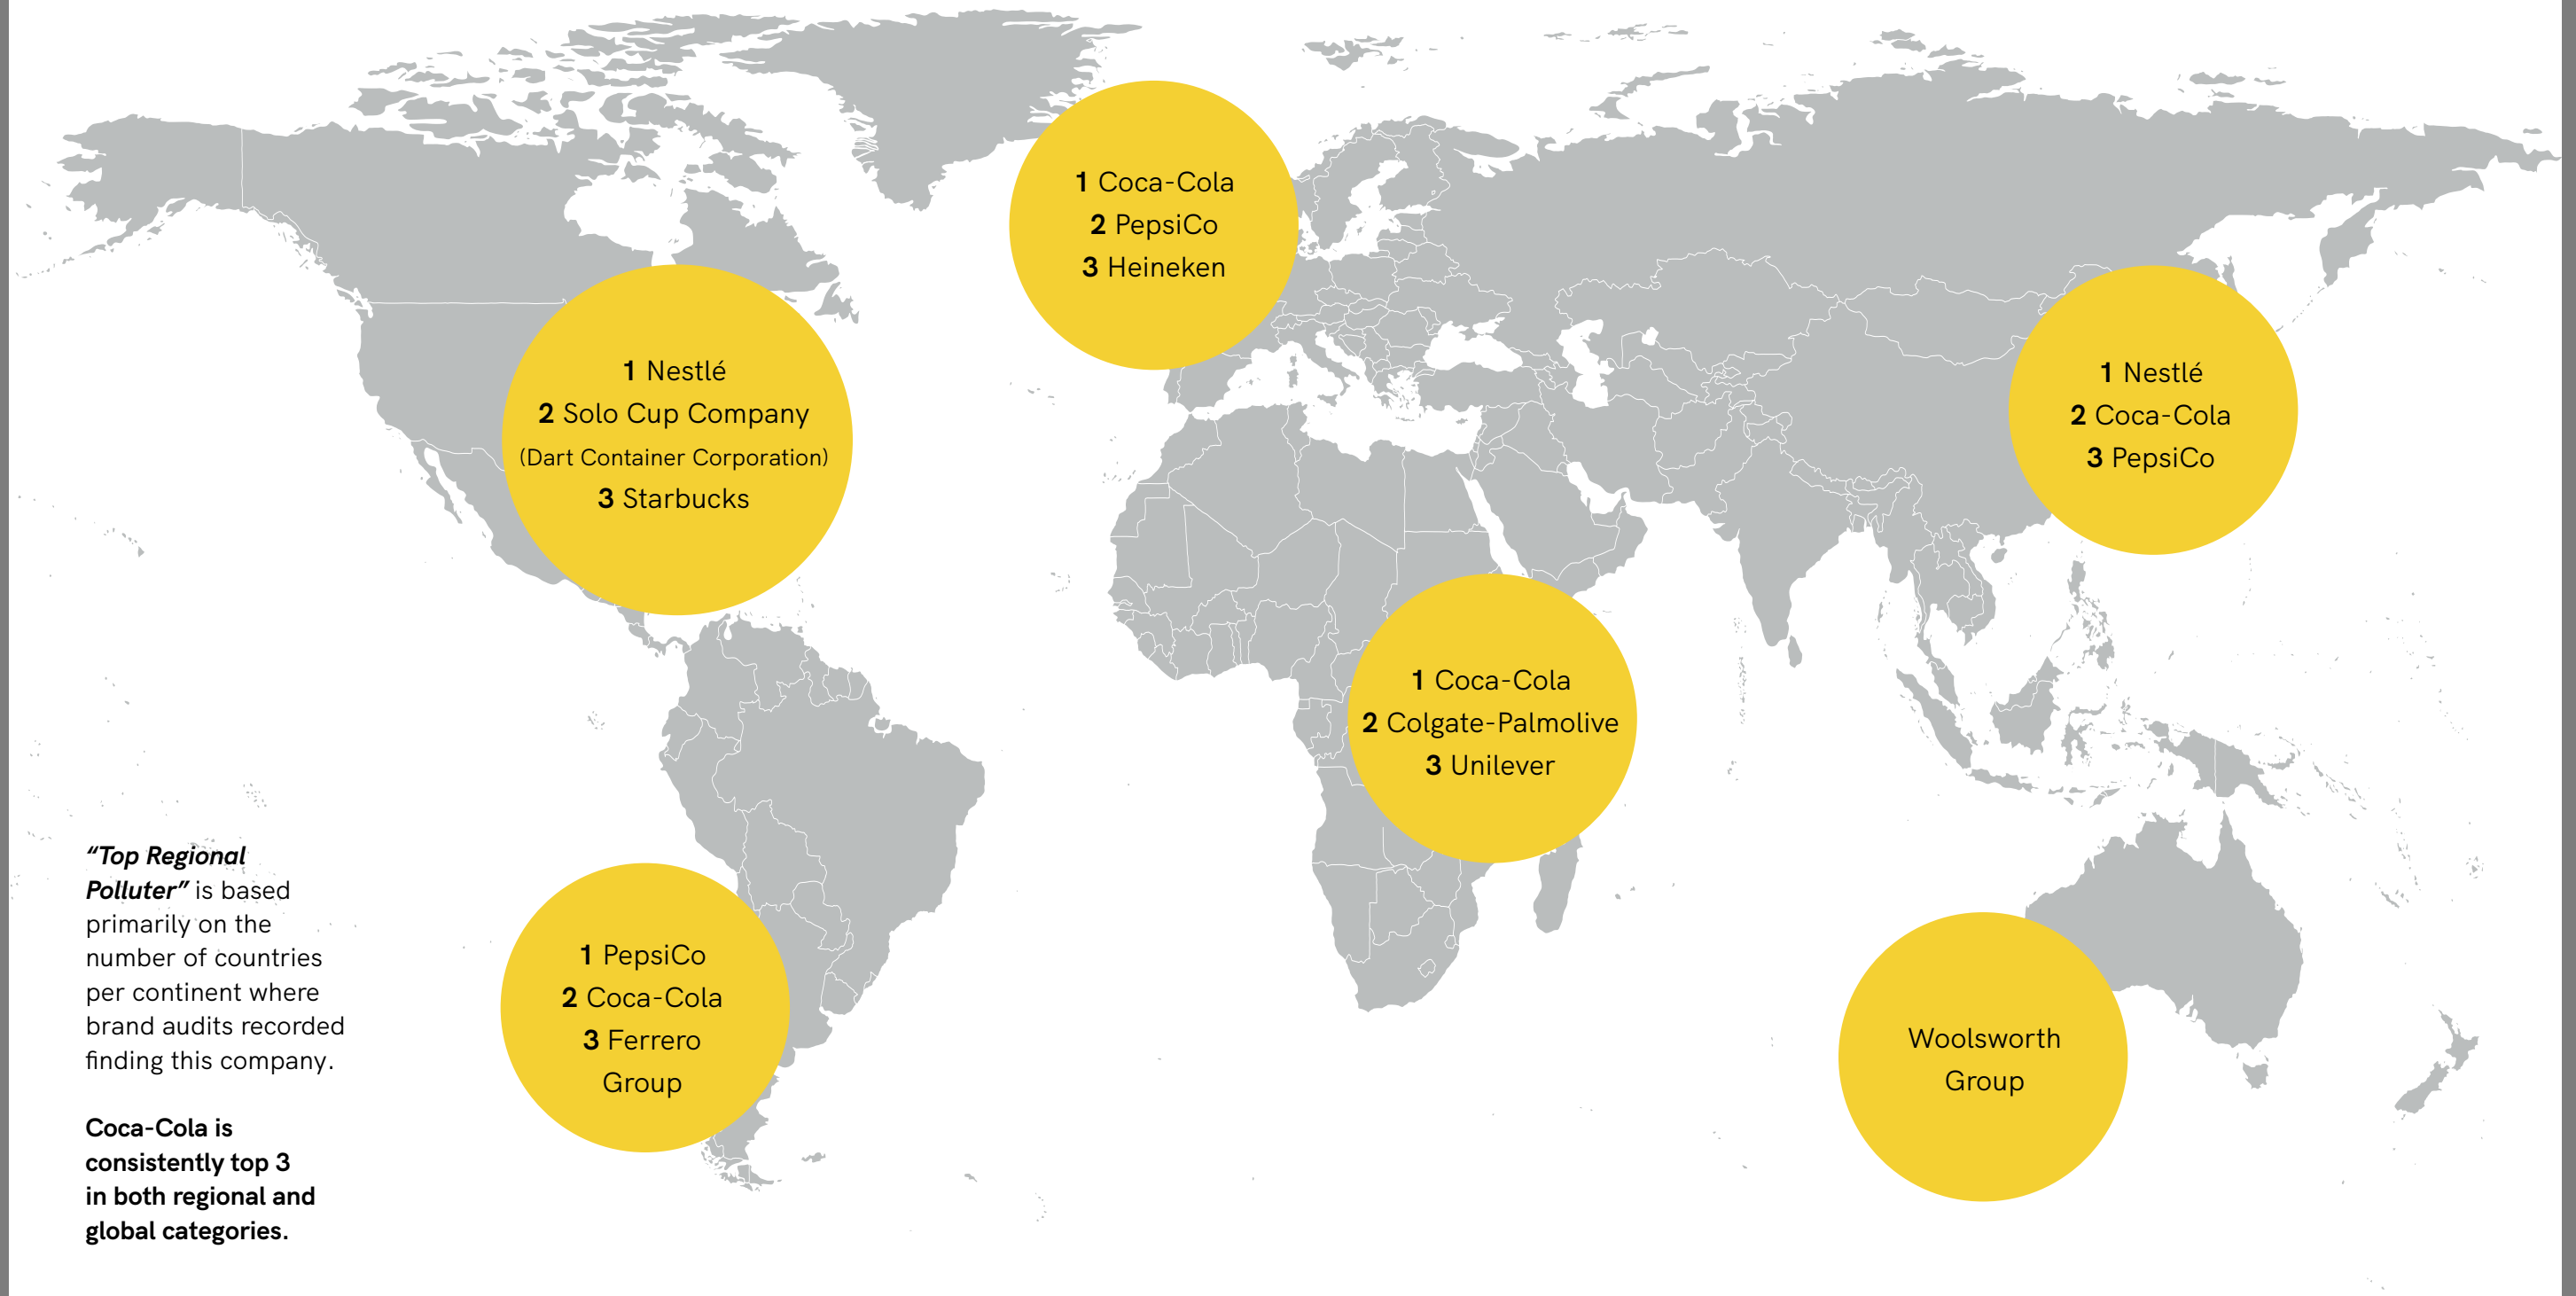 1 Coca-Cola
2 PepsiCo
3 Heineken
1 Nestlé
2 Solo Cup Company
(Dart Container Corporation)
3 Starbucks
1 Nestlé
2 Coca-Cola
3 PepsiCo
1 Coca-Cola
2 Colgate-Palmolive
3 Unilever
1 PepsiCo
2 Coca-Cola
3 Ferrero
Group
Woolsworth
Group
“Top Regional
Polluter” is based
primarily on the
number of countries
per continent where
brand audits recorded
finding this company.
Coca-Cola is
consistently top 3
in both regional and
global categories.